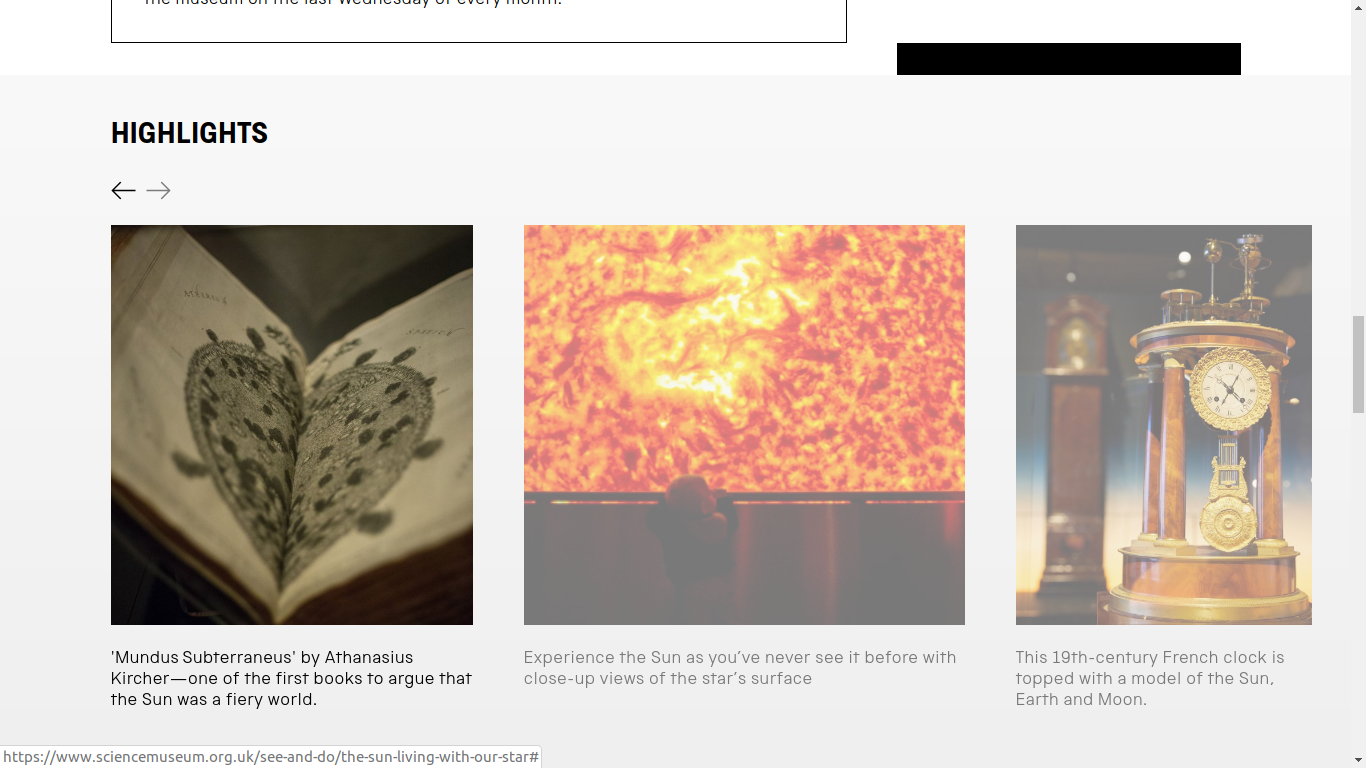 The museum on the last Wednesday of every month.
HIGHLIGHTS
'Mundus Subterraneus' by Athanasius
Kircher—one of the first books to argue that
the Sun was a fiery world.
Experience the Sun as you’ve never see it before with
close-up views of the star’s surface
This 19th-century French clock is
topped with a model of the Sun,
Earth and Moon.
https://www.sciencemuseum.org.uk/see-and-do/the-sun-living-with-our-star#